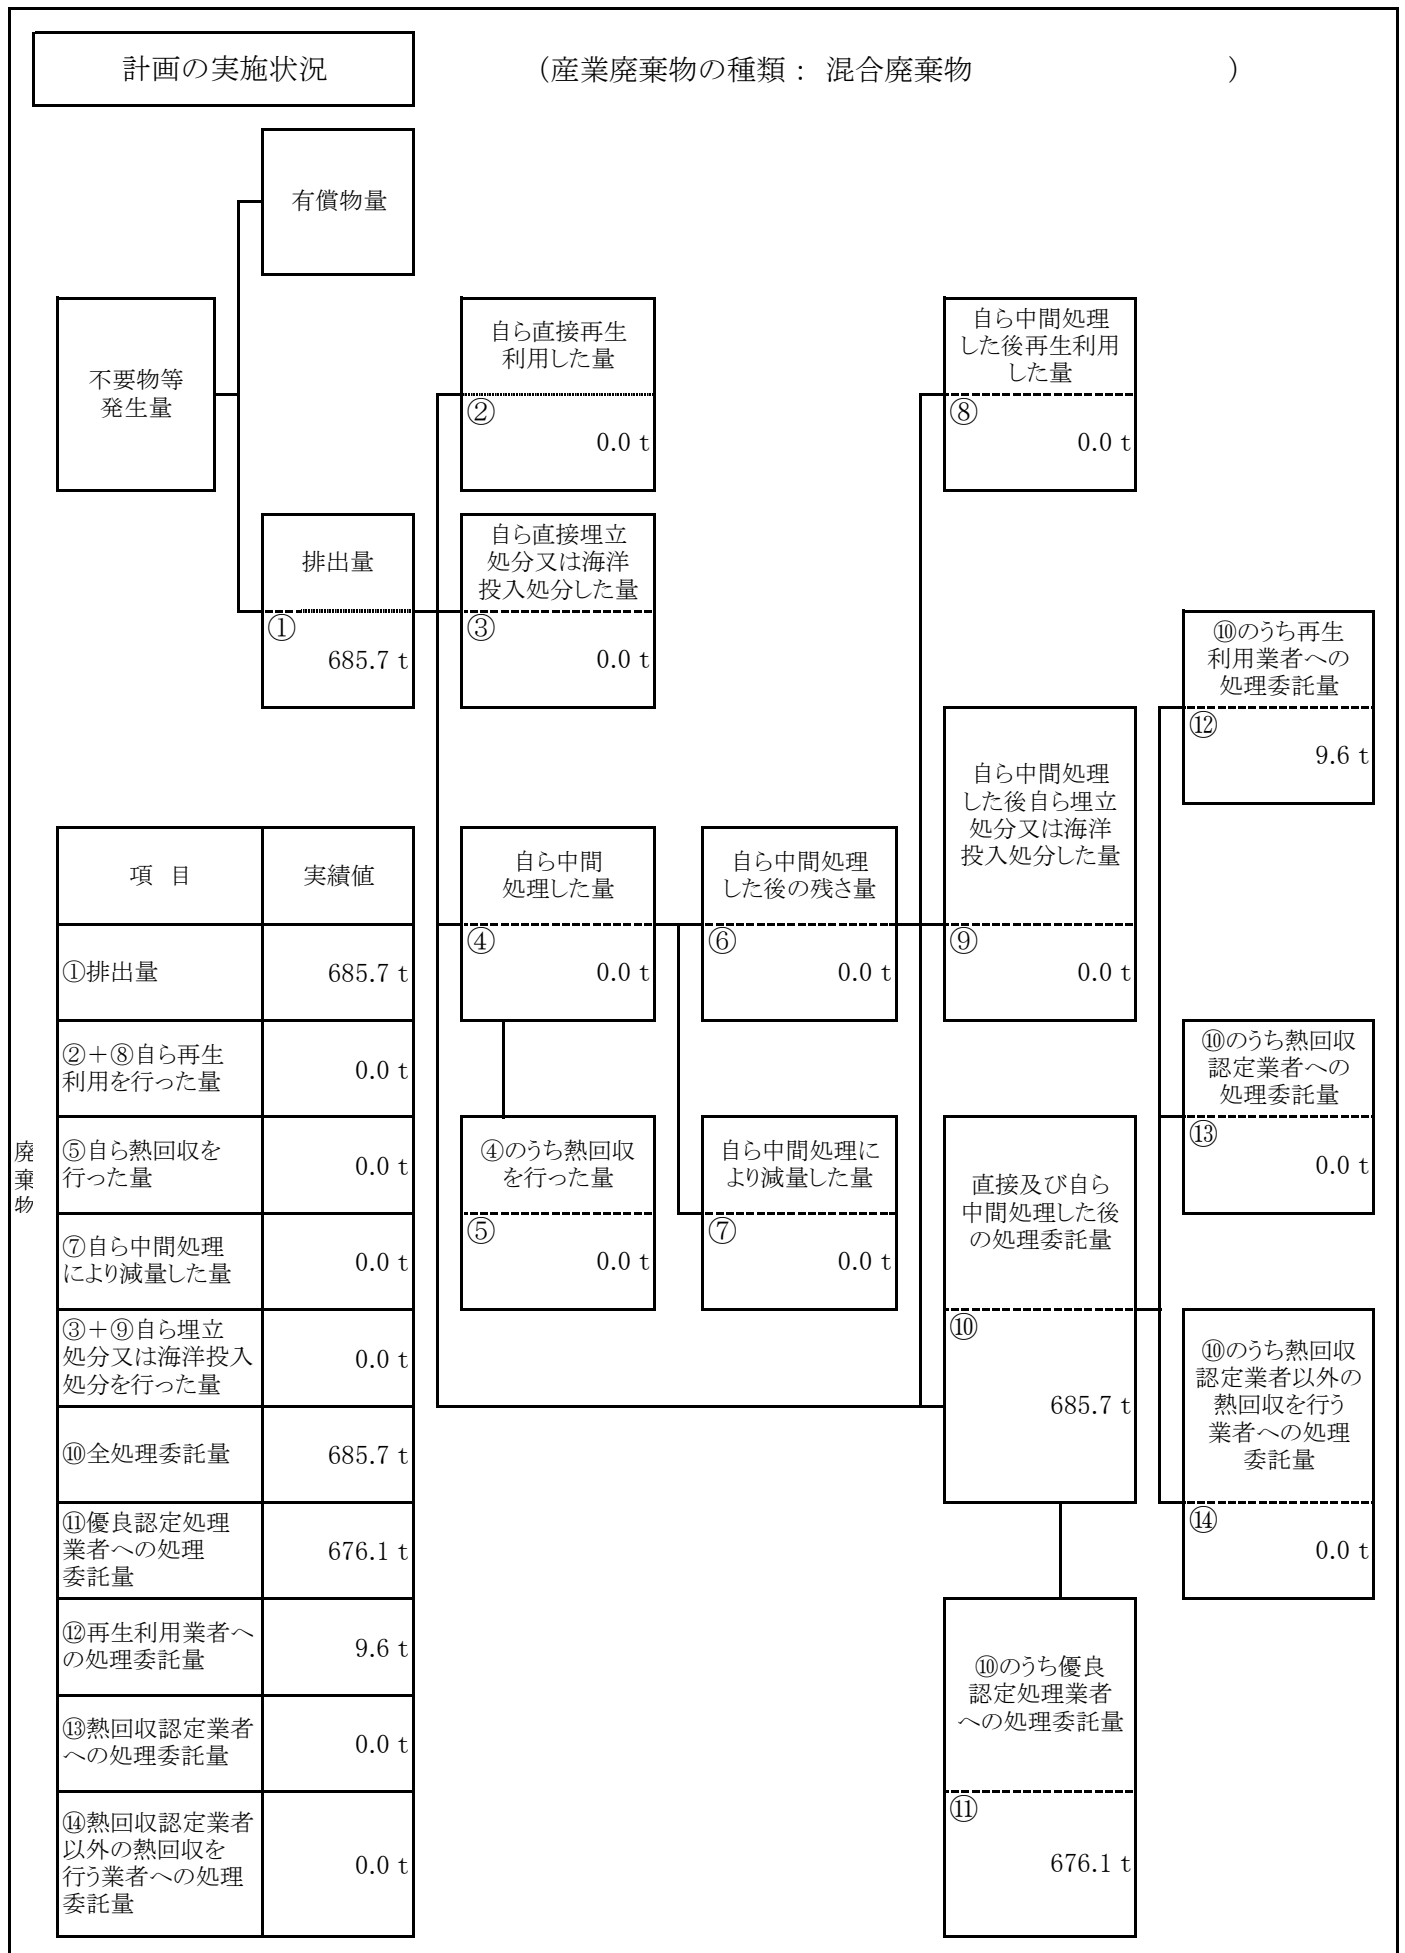 計画の実施状況
（産業廃棄物の種類： 混合廃棄物 ）
有償物量
不要物等
発生量
自ら直接再生
利用した量
②
0.0 t
自ら中間処理
した後再生利用
した量
⑧
0.0 t
排出量
①
685.7 t
自ら直接埋立
処分又は海洋
投入処分した量
③
0.0 t
⑩のうち再生
利用業者への
処理委託量
⑫
9.6 t
自ら中間処理
した後自ら埋立
処分又は海洋
投入処分した量
⑨
0.0 t
自ら中間
処理した量
④
0.0 t
自ら中間処理
した後の残さ量
⑥
0.0 t
⑩のうち熱回収
認定業者への
処理委託量
⑬
0.0 t
④のうち熱回収
を行った量
⑤
0.0 t
自ら中間処理に
より減量した量
⑦
0.0 t
直接及び自ら
中間処理した後
の処理委託量
⑩
685.7 t
⑩のうち熱回収
認定業者以外の
熱回収を行う
業者への処理
委託量
⑭
0.0 t
⑩のうち優良
認定処理業者
への処理委託量
⑪
676.1 t
項 目 実績値
①排出量 685.7 t
②＋⑧自ら再生
利用を行った量
0.0 t
⑤自ら熱回収を
行った量
0.0 t
⑦自ら中間処理
により減量した量
0.0 t
③＋⑨自ら埋立
処分又は海洋投入
処分を行った量
0.0 t
⑩全処理委託量 685.7 t
⑪優良認定処理
業者への処理
委託量
676.1 t
⑫再生利用業者へ
の処理委託量
9.6 t
⑬熱回収認定業者
への処理委託量
0.0 t
⑭熱回収認定業者
以外の熱回収を
行う業者への処理
委託量
0.0 t
廃
棄
物